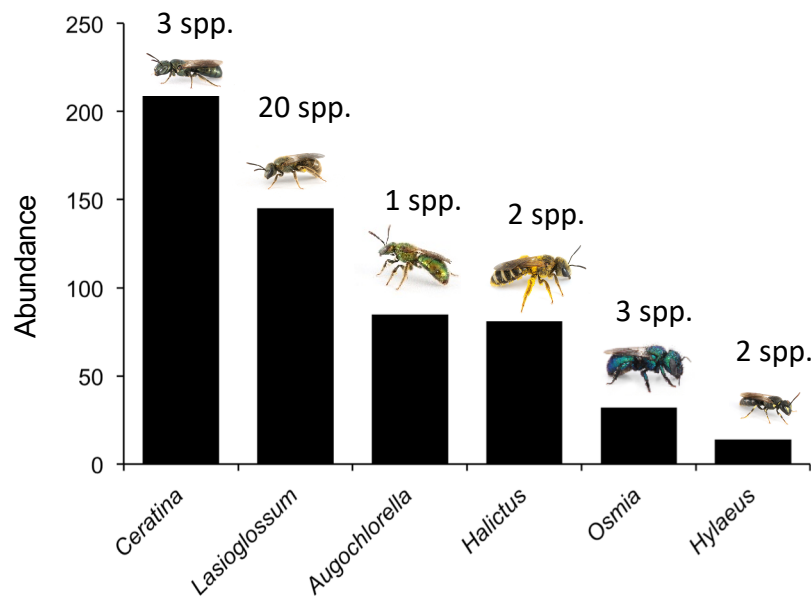 250
200
150
100
50
0
Abundance
3 spp.
20 spp.
1 spp.
2 spp.
3 spp.
2 spp.
Ceratina
Lasioglossum
Augochlorella
Halictus
Osmia
Hylaeus